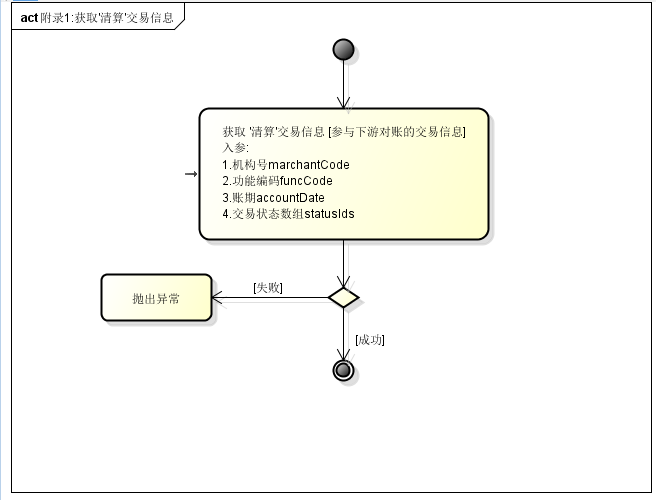 act 附录1:获取'清算'交易信息
获取 '清算'交易信息 [参与下游对账的交易信息]
入参:
1.机构号marchantCode
2.功能编码funcCode
3.账期accountDate
4.交易状态数组statusIds
[失败]
抛出异常
[成功]